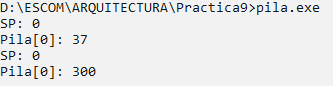 D:\ESCOM\ARQUITECTURA\Practica9>pila.exe
SP: 0
Pila[0]: 37
SP: 0
Pila[0]: 300